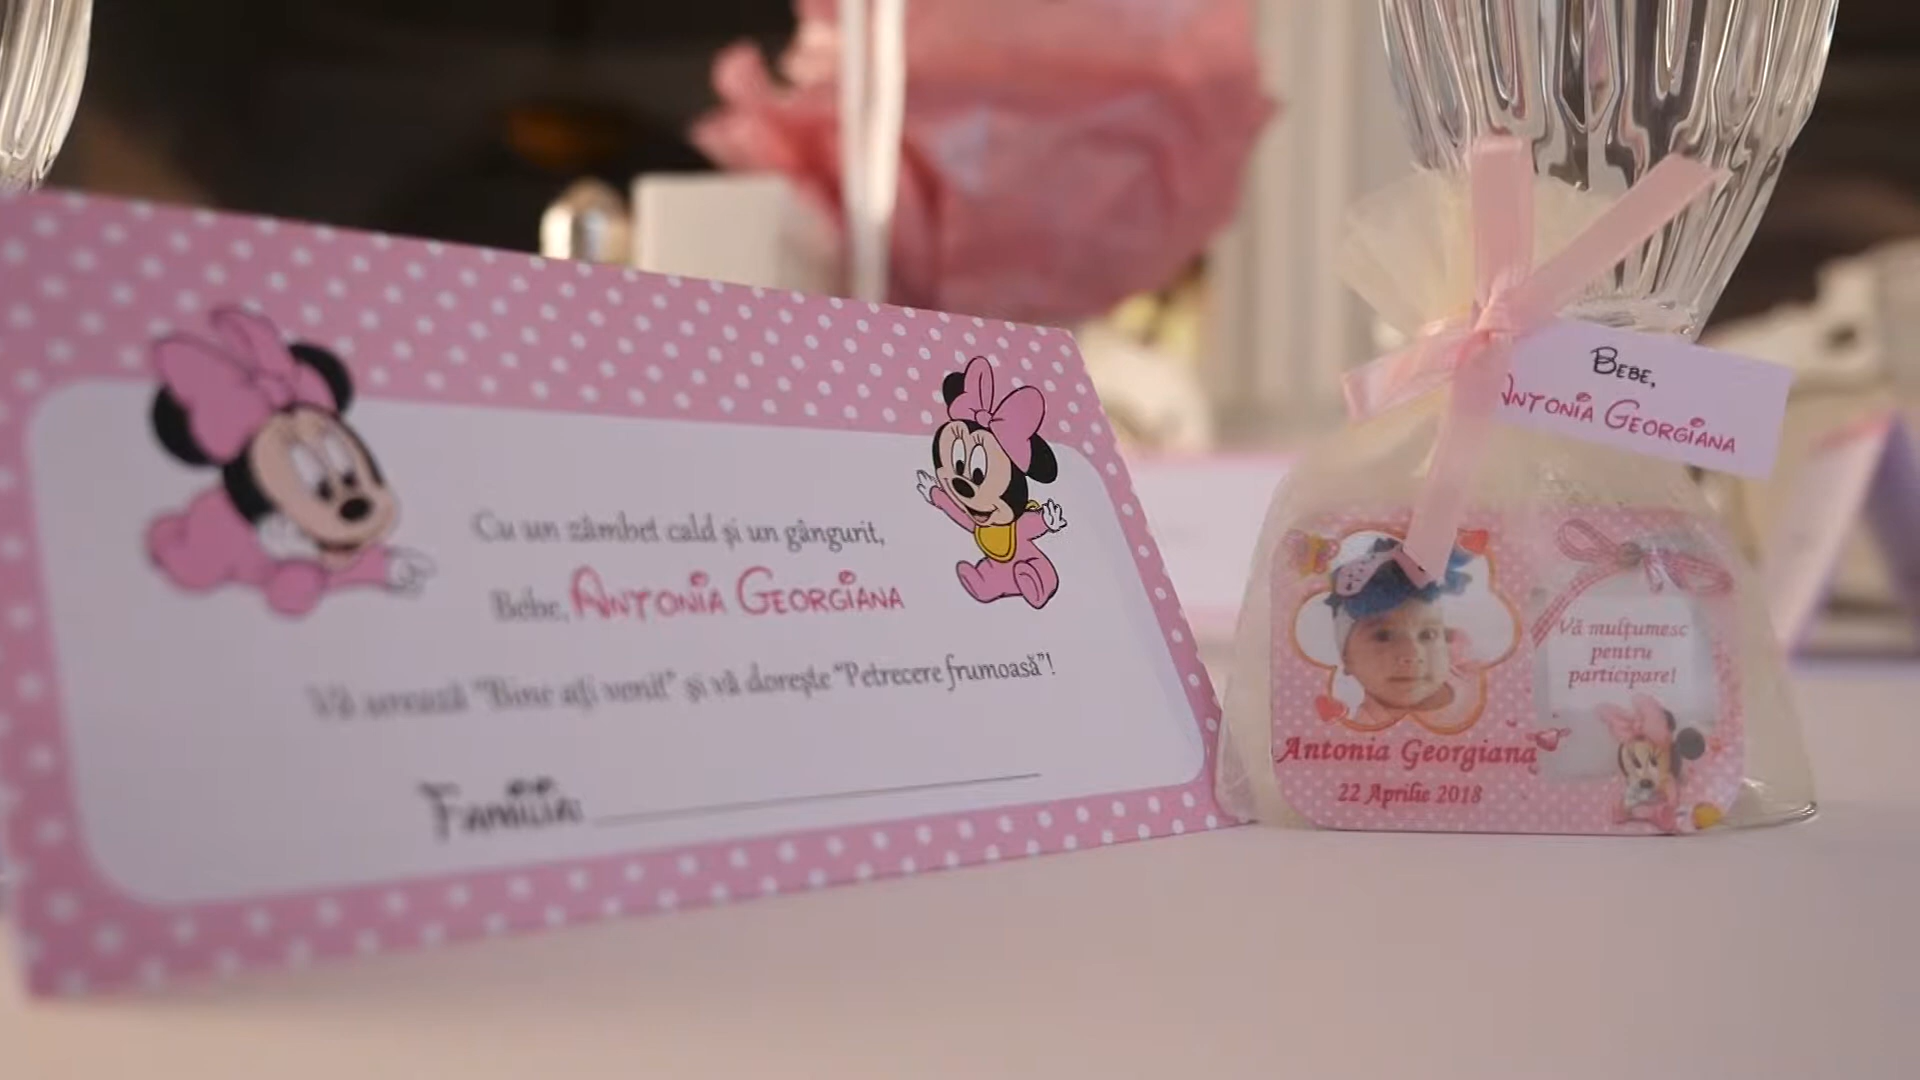 Cu un zâmbet cald și un gângurit,
Bebe, Antonia Georgiana
Vă urează "Bine ați venit" și vă dorește "Petrecere frumoasă"!
Familia:
Bebe,
Antonia Georgiana
Vă mulțumesc
pentru
participare!
Antonia Georgiana
22 Aprilie 2018